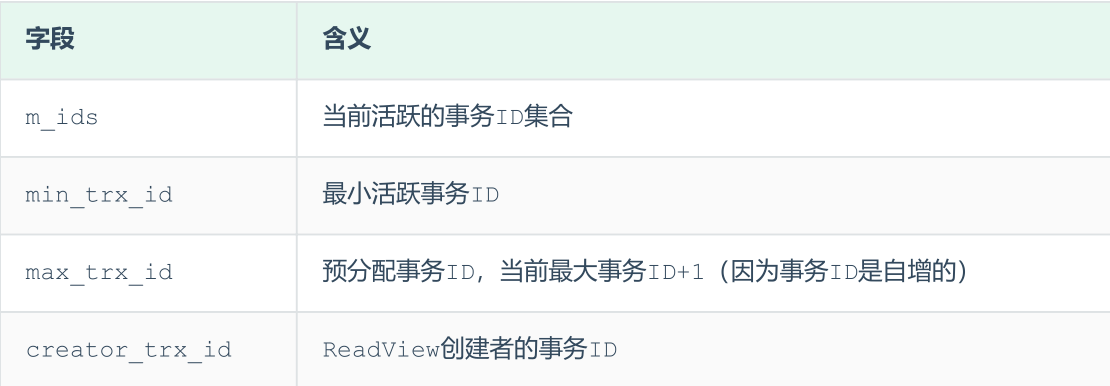 字段 含义
m_ids 当前活跃的事务ID集合
min_trx_id 最小活跃事务ID
max_trx_id 预分配事务ID，当前最大事务ID+1（因为事务ID是自增的）
creator_trx_id ReadView创建者的事务ID